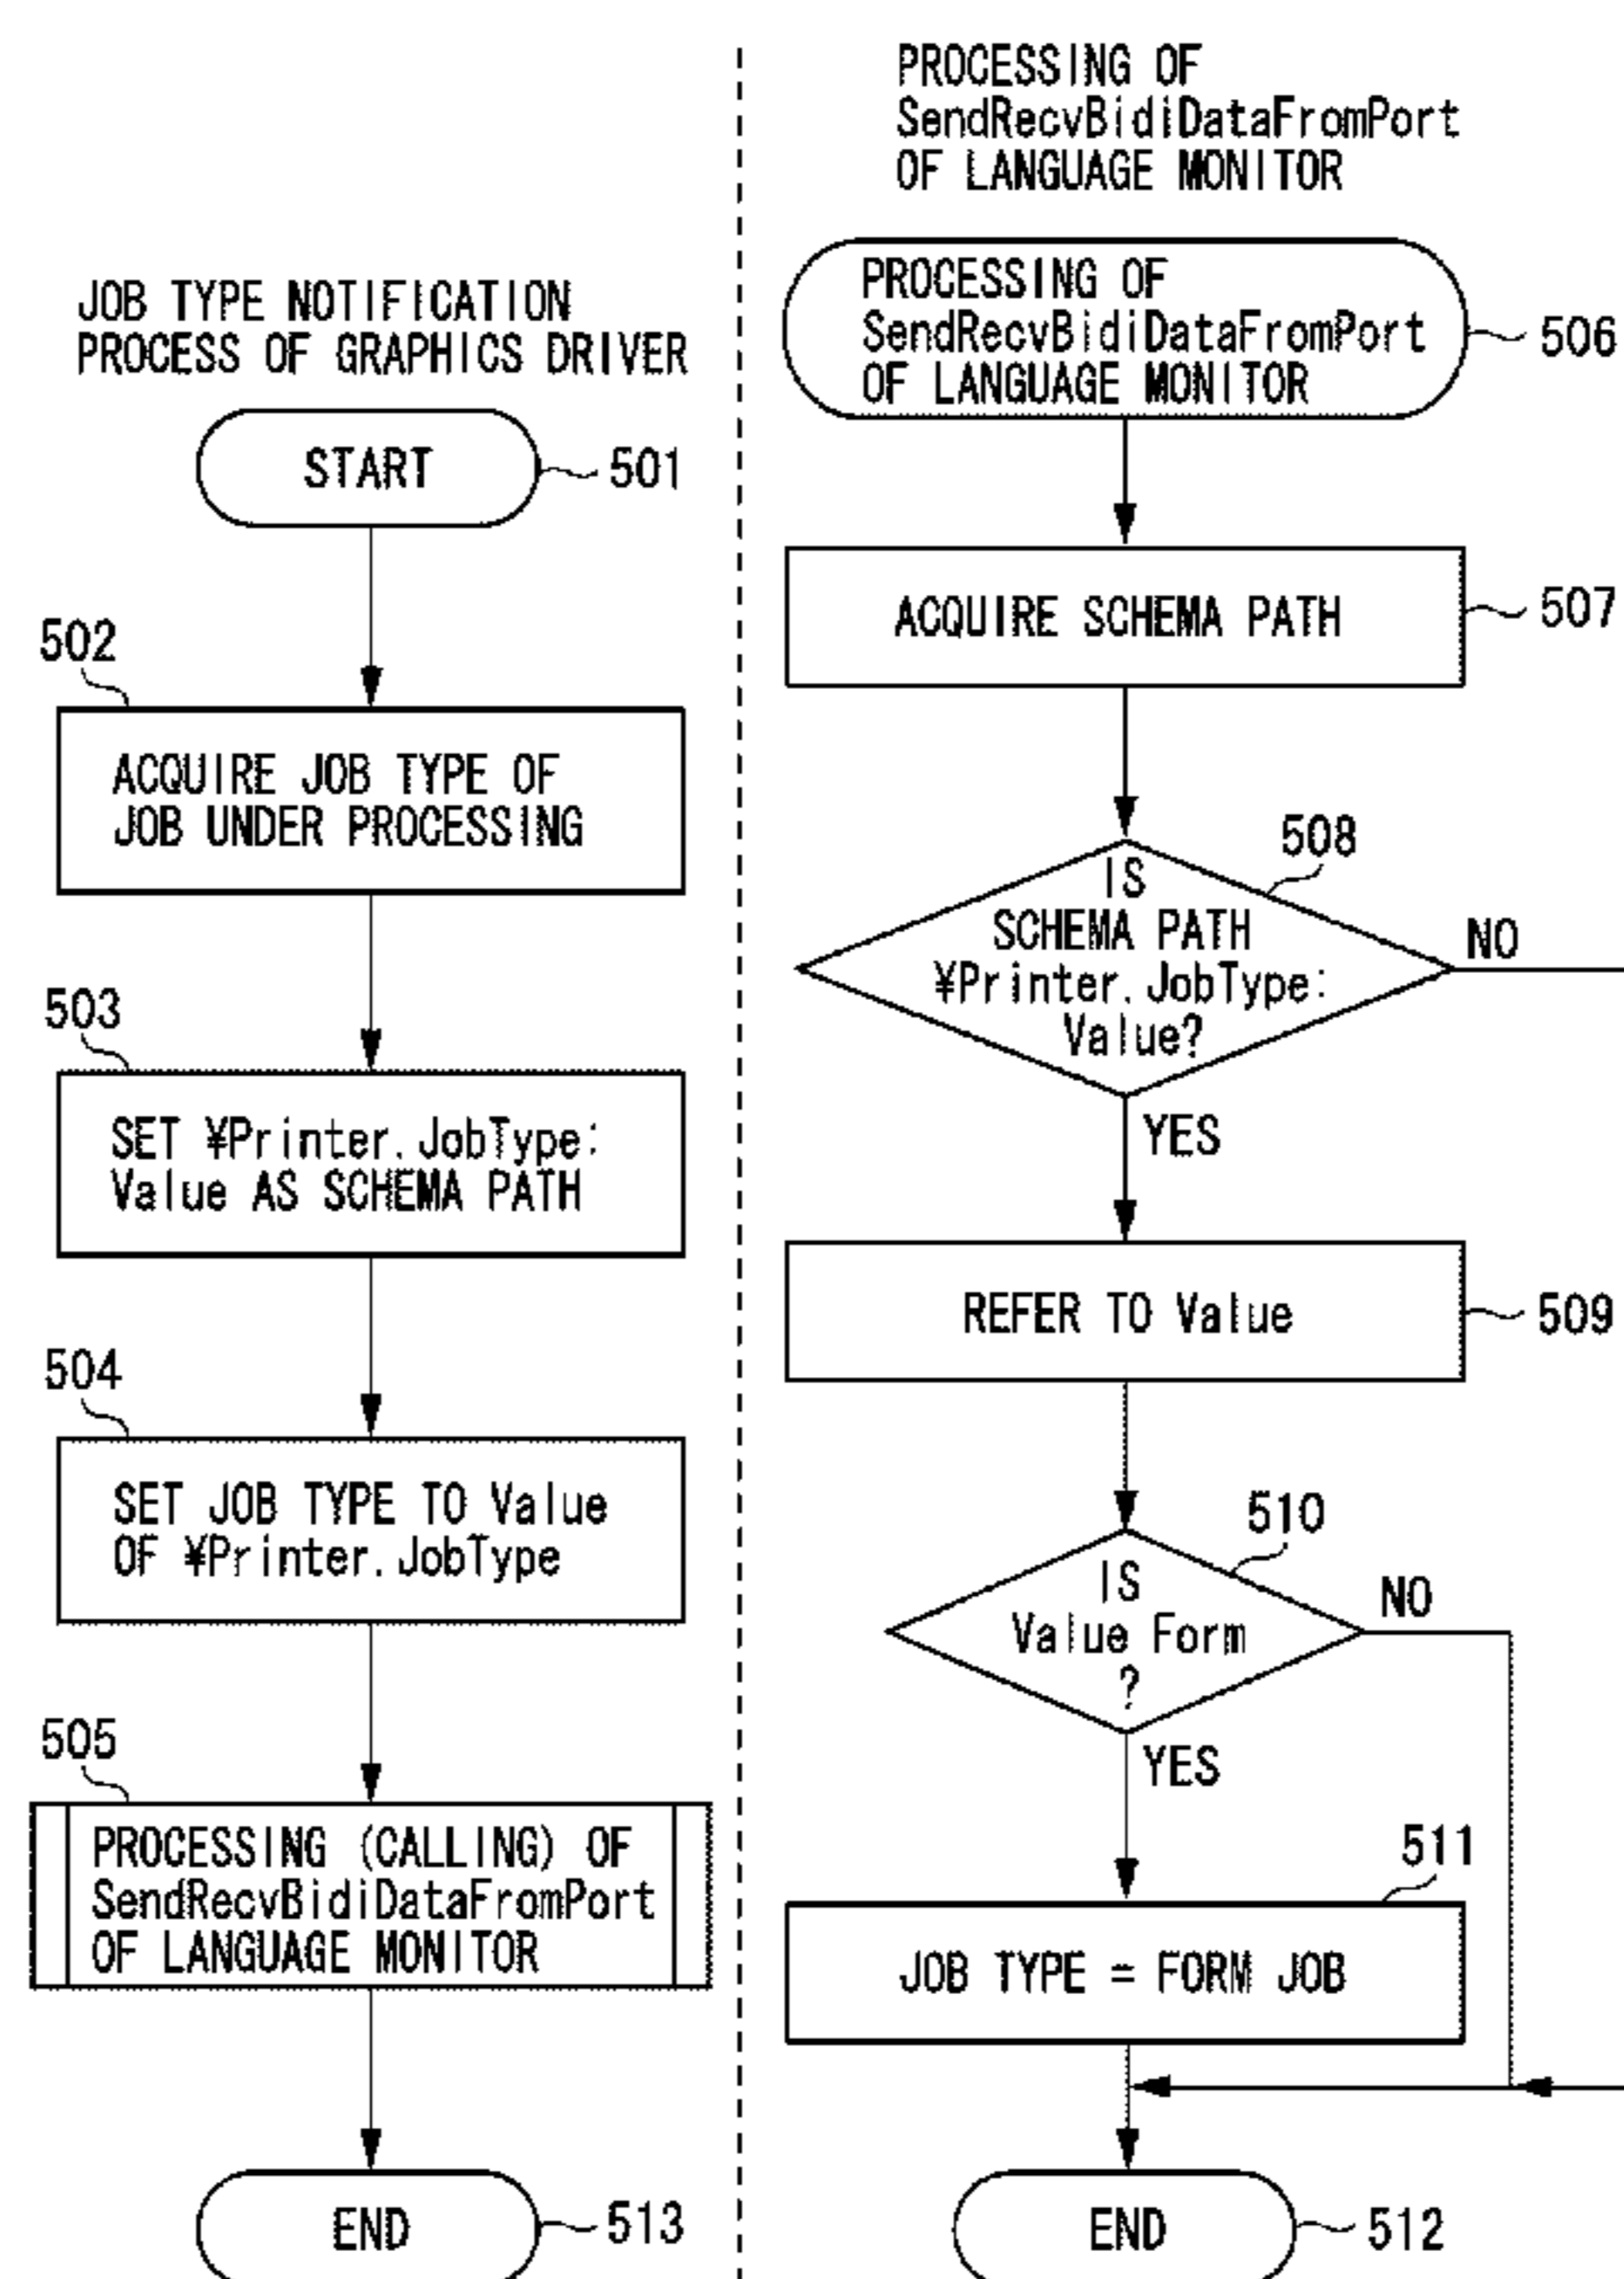 JOB TYPE NOTIFICATION
PROCESS OF GRAPHICS DRIVER
START
501
502
ACQUIRE JOB TYPE OF
JOB UNDER PROCESSING
503
SET ¥Printer.JobType:
Value AS SCHEMA PATH
504
SET JOB TYPE TO Value
OF ¥Printer.JobType
505
PROCESSING (CALLING) OF
SendRecvBidiDataFromPort
OF LANGUAGE MONITOR
END
513
PROCESSING OF
SendRecvBidiDataFromPort
OF LANGUAGE MONITOR
PROCESSING OF
SendRecvBidiDataFromPort
OF LANGUAGE MONITOR
506
ACQUIRE SCHEMA PATH
507
508
IS
SCHEMA PATH
¥Printer.JobType:
Value?
NO
YES
REFER TO Value
509
510
IS
Value Form
?
NO
YES
511
JOB TYPE = FORM JOB
END
512